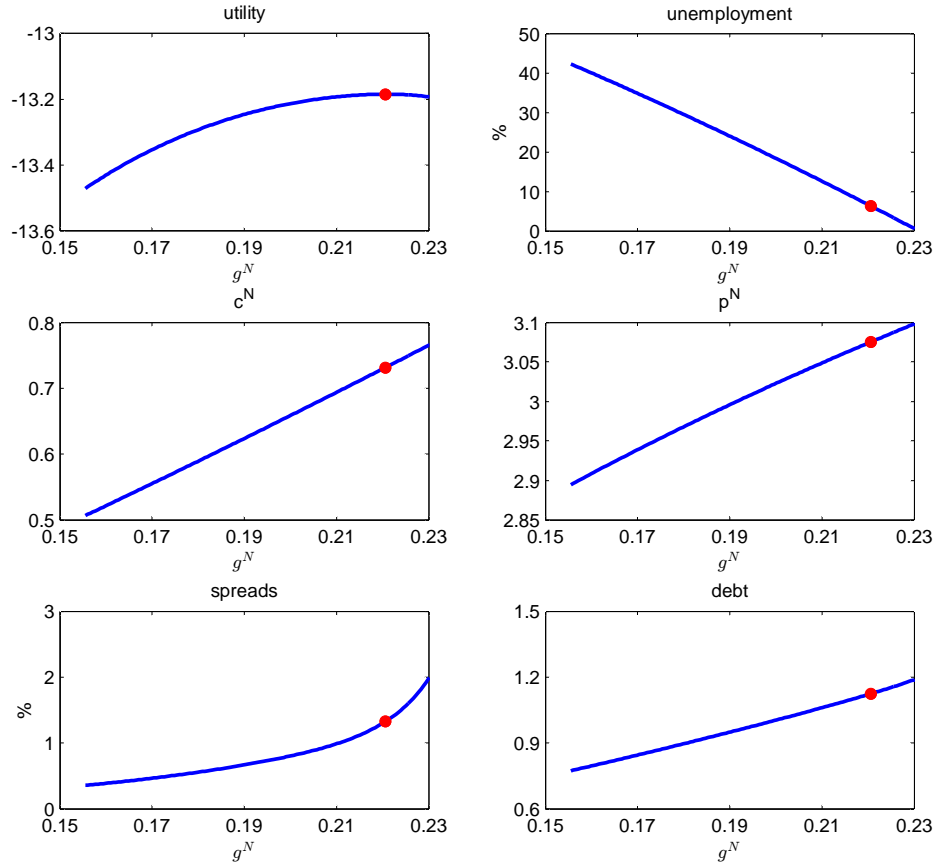 utility
-13
-13.2
-13.4
-13.6
0.15 0.17 0.19 0.21 0.23
g^N
unemployment
%
50
40
30
20
10
0
0.15 0.17 0.19 0.21 0.23
g^N
c^N
0.8
0.7
0.6
0.5
0.15 0.17 0.19 0.21 0.23
g^N
p^N
3.1
3.05
3
2.95
2.9
2.85
0.15 0.17 0.19 0.21 0.23
g^N
spreads
%
3
2
1
0
0.15 0.17 0.19 0.21 0.23
g^N
debt
1.5
1.2
0.9
0.6
0.15 0.17 0.19 0.21 0.23
g^N